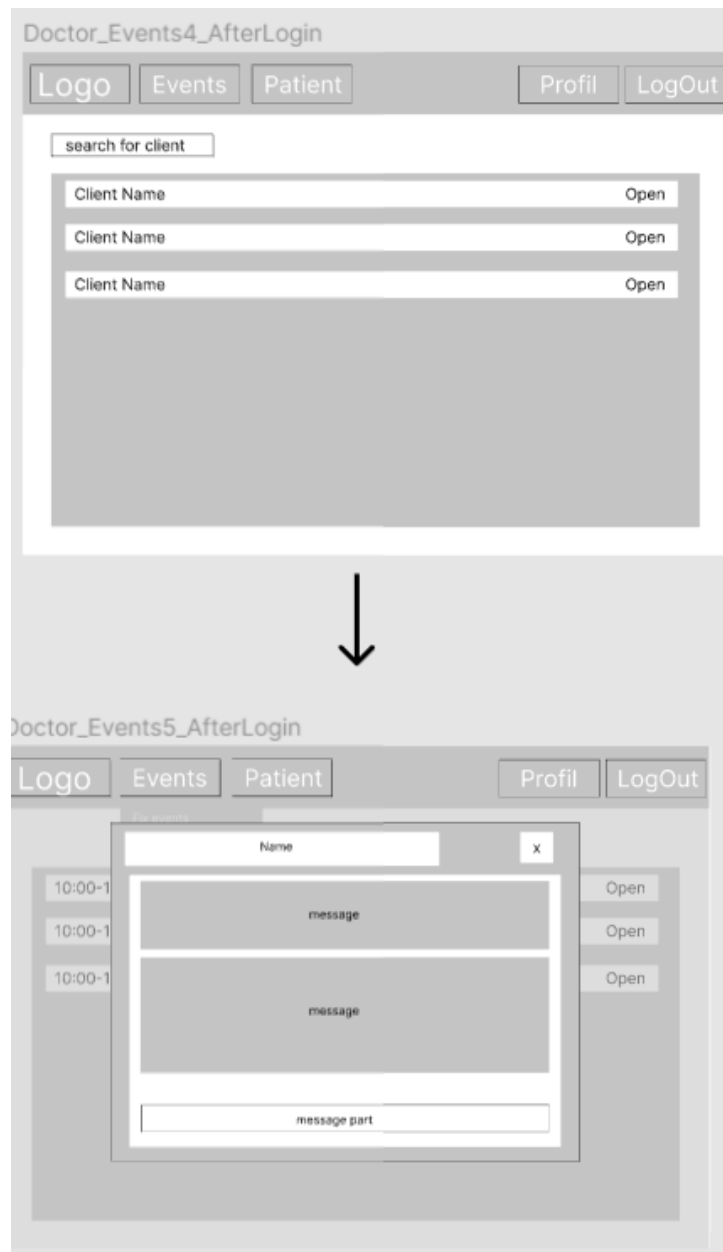 Doctor_Events4_AfterLogin
Logo Events Patient Profil LogOut
search for client
Client Name Open
Client Name Open
Client Name Open
Doctor_Events5_AfterLogin
Logo Events Patient Profil LogOut
Fix events
Name x
10:00-1 Open
message
10:00-1 Open
10:00-1 Open
message
message part